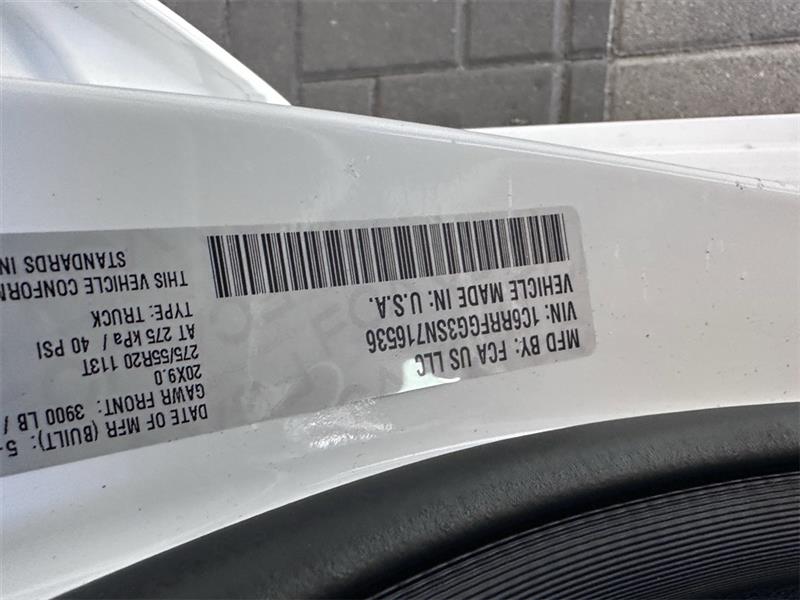 MFD BY: FCA US LLC
VIN: 1C6RRFGG3SN716536
VEHICLE MADE IN: U.S.A.
DATE OF MFR (BUILT): 5-
GAWR FRONT: 3900 LB /
20X9.0
275/55R20 113T
AT 275 kPa / 40 PSI
TYPE: TRUCK
THIS VEHICLE CONFORM
STANDARDS IN